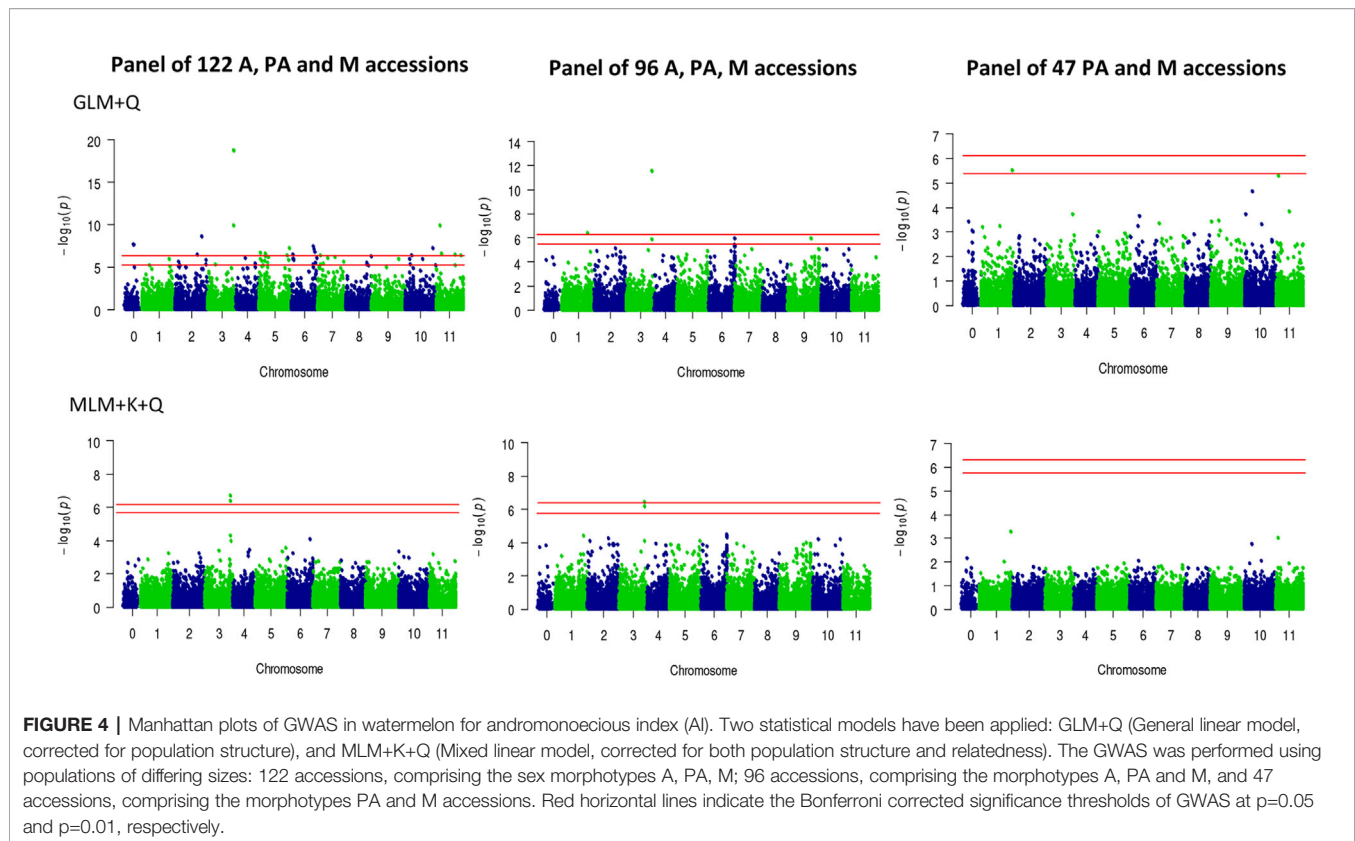 Panel of 122 A, PA and M accessions
Panel of 96 A, PA, M accessions
Panel of 47 PA and M accessions
GLM+Q
20
15
10
5
0
− log10(p)
0 1 2 3 4 5 6 7 8 9 10 11
Chromosome
14
12
10
8
6
4
2
0
− log10(p)
0 1 2 3 4 5 6 7 8 9 10 11
Chromosome
7
6
5
4
3
2
1
0
− log10(p)
0 1 2 3 4 5 6 7 8 9 10 11
Chromosome
MLM+K+Q
10
8
6
4
2
0
− log10(p)
0 1 2 3 4 5 6 7 8 9 10 11
Chromosome
10
8
6
4
2
0
− log10(p)
0 1 2 3 4 5 6 7 8 9 10 11
Chromosome
7
6
5
4
3
2
1
0
− log10(p)
0 1 2 3 4 5 6 7 8 9 10 11
Chromosome
FIGURE 4 | Manhattan plots of GWAS in watermelon for andromonoecious index (AI). Two statistical models have been applied: GLM+Q (General linear model,
corrected for population structure), and MLM+K+Q (Mixed linear model, corrected for both population structure and relatedness). The GWAS was performed using
populations of differing sizes: 122 accessions, comprising the sex morphotypes A, PA, M; 96 accessions, comprising the morphotypes A, PA and M, and 47
accessions, comprising the morphotypes PA and M accessions. Red horizontal lines indicate the Bonferroni corrected significance thresholds of GWAS at p=0.05
and p=0.01, respectively.